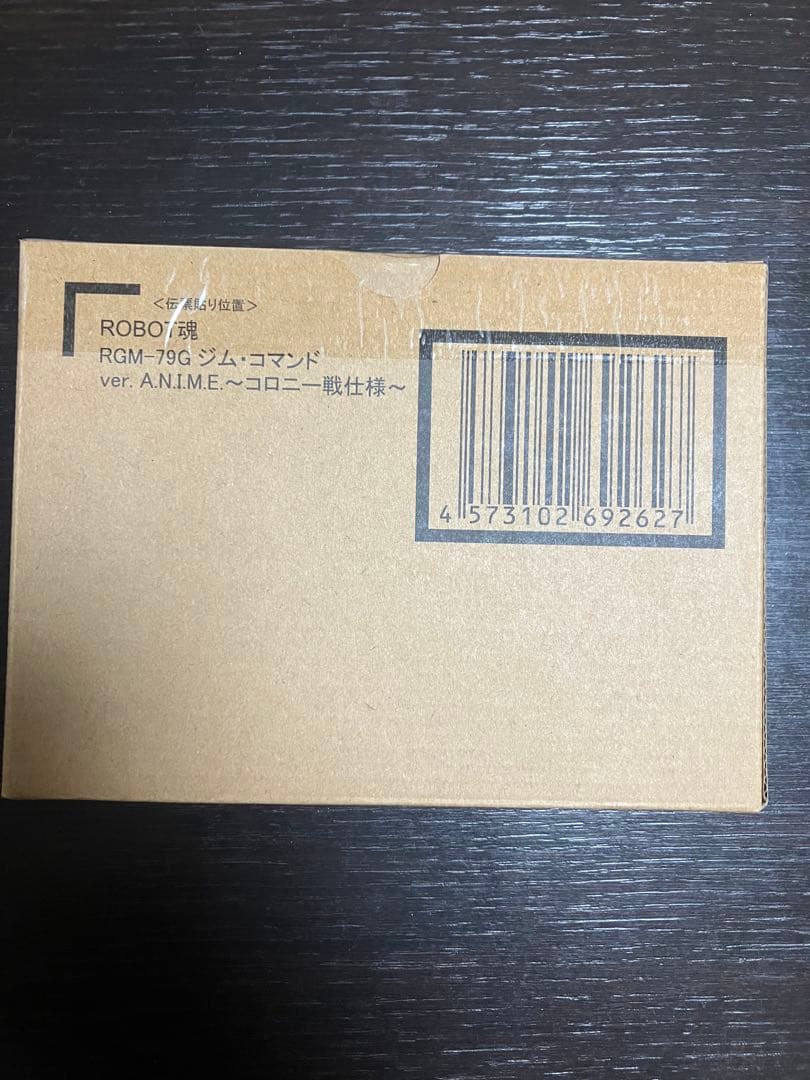 ＜伝票貼り位置＞
ROBOT魂
RGM-79G ジム・コマンド
ver. A.N.I.M.E.～コロニー戦仕様～
4 573102 692627